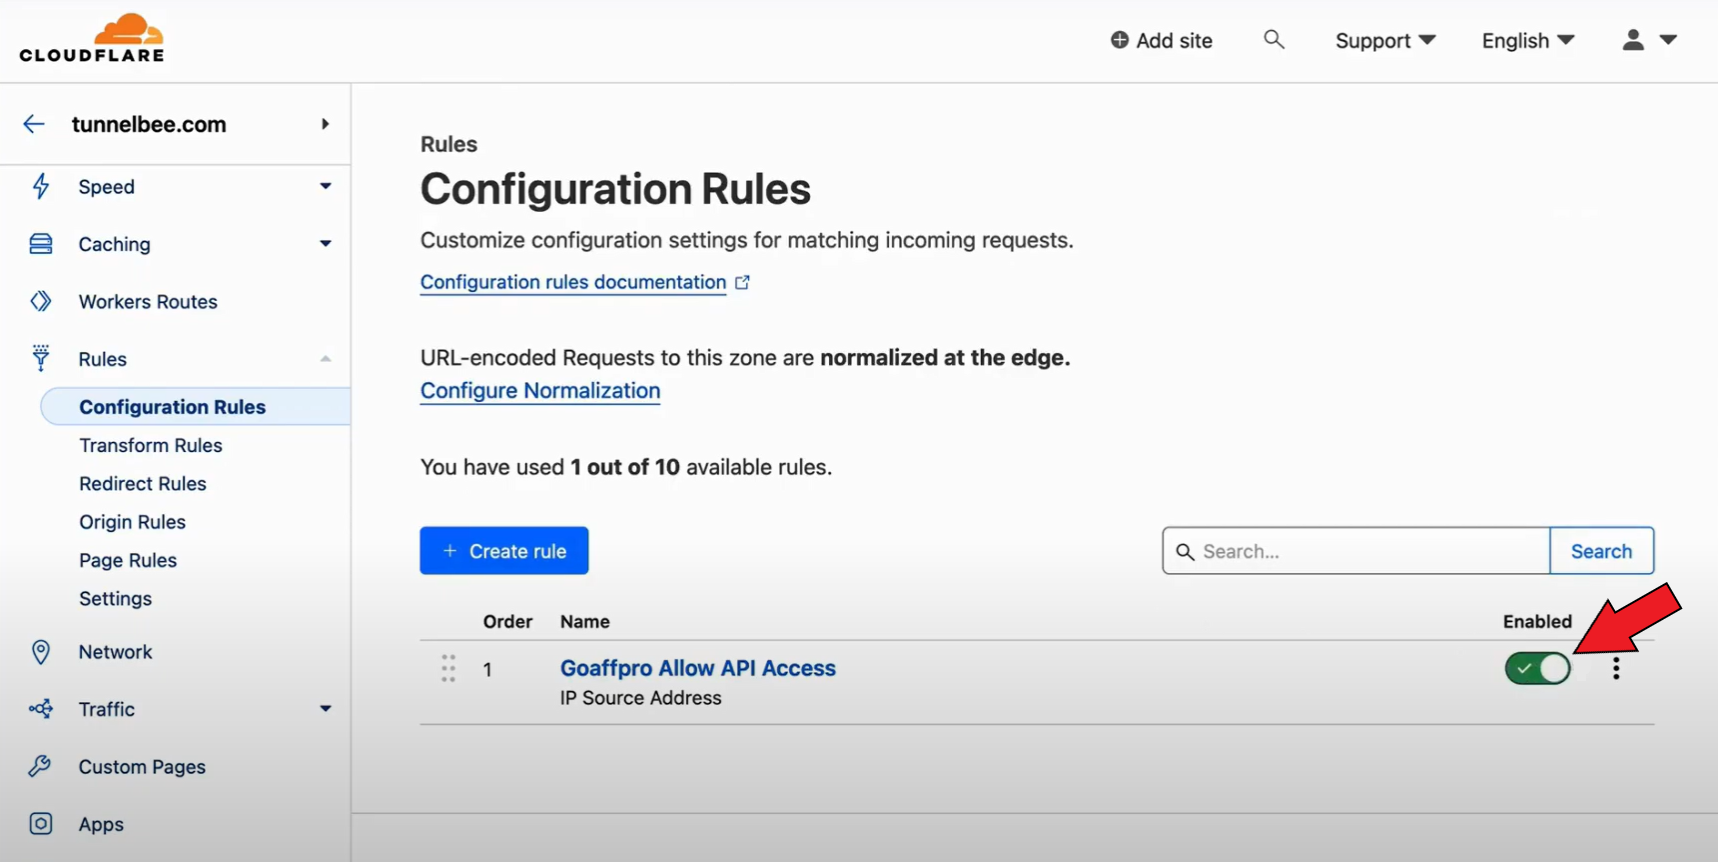 CLOUDFLARE
Add site
Support
English
tunnelbee.com
Speed
Caching
Workers Routes
Rules
Configuration Rules
Transform Rules
Redirect Rules
Origin Rules
Page Rules
Settings
Network
Traffic
Custom Pages
Apps
Rules
Configuration Rules
Customize configuration settings for matching incoming requests.
Configuration rules documentation
URL-encoded Requests to this zone are normalized at the edge.
Configure Normalization
You have used 1 out of 10 available rules.
+ Create rule
Search...
Search
Order Name Enabled
1 Goaffpro Allow API Access
IP Source Address